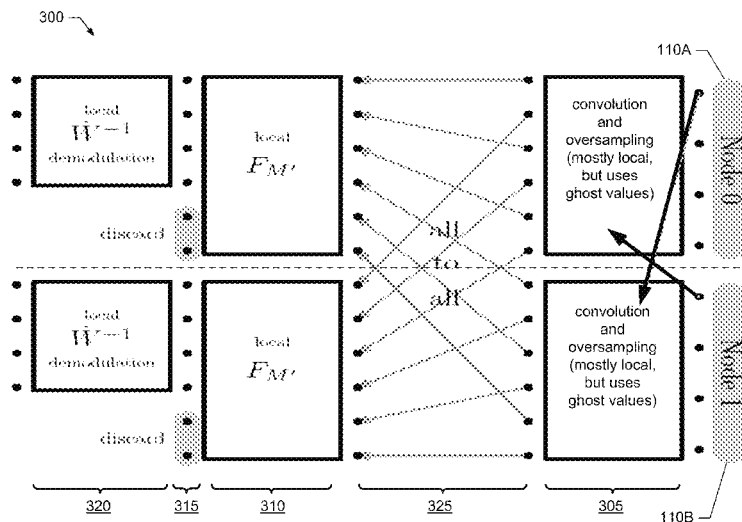 300
110A
local
Ŵ⁻¹
demodulation
local
F_M'
convolution
and
oversampling
(mostly local,
but uses
ghost values)
Node 0
discard
all
to
all
local
Ŵ⁻¹
demodulation
local
F_M'
convolution
and
oversampling
(mostly local,
but uses
ghost values)
Node 1
discard
320
315
310
325
305
110B